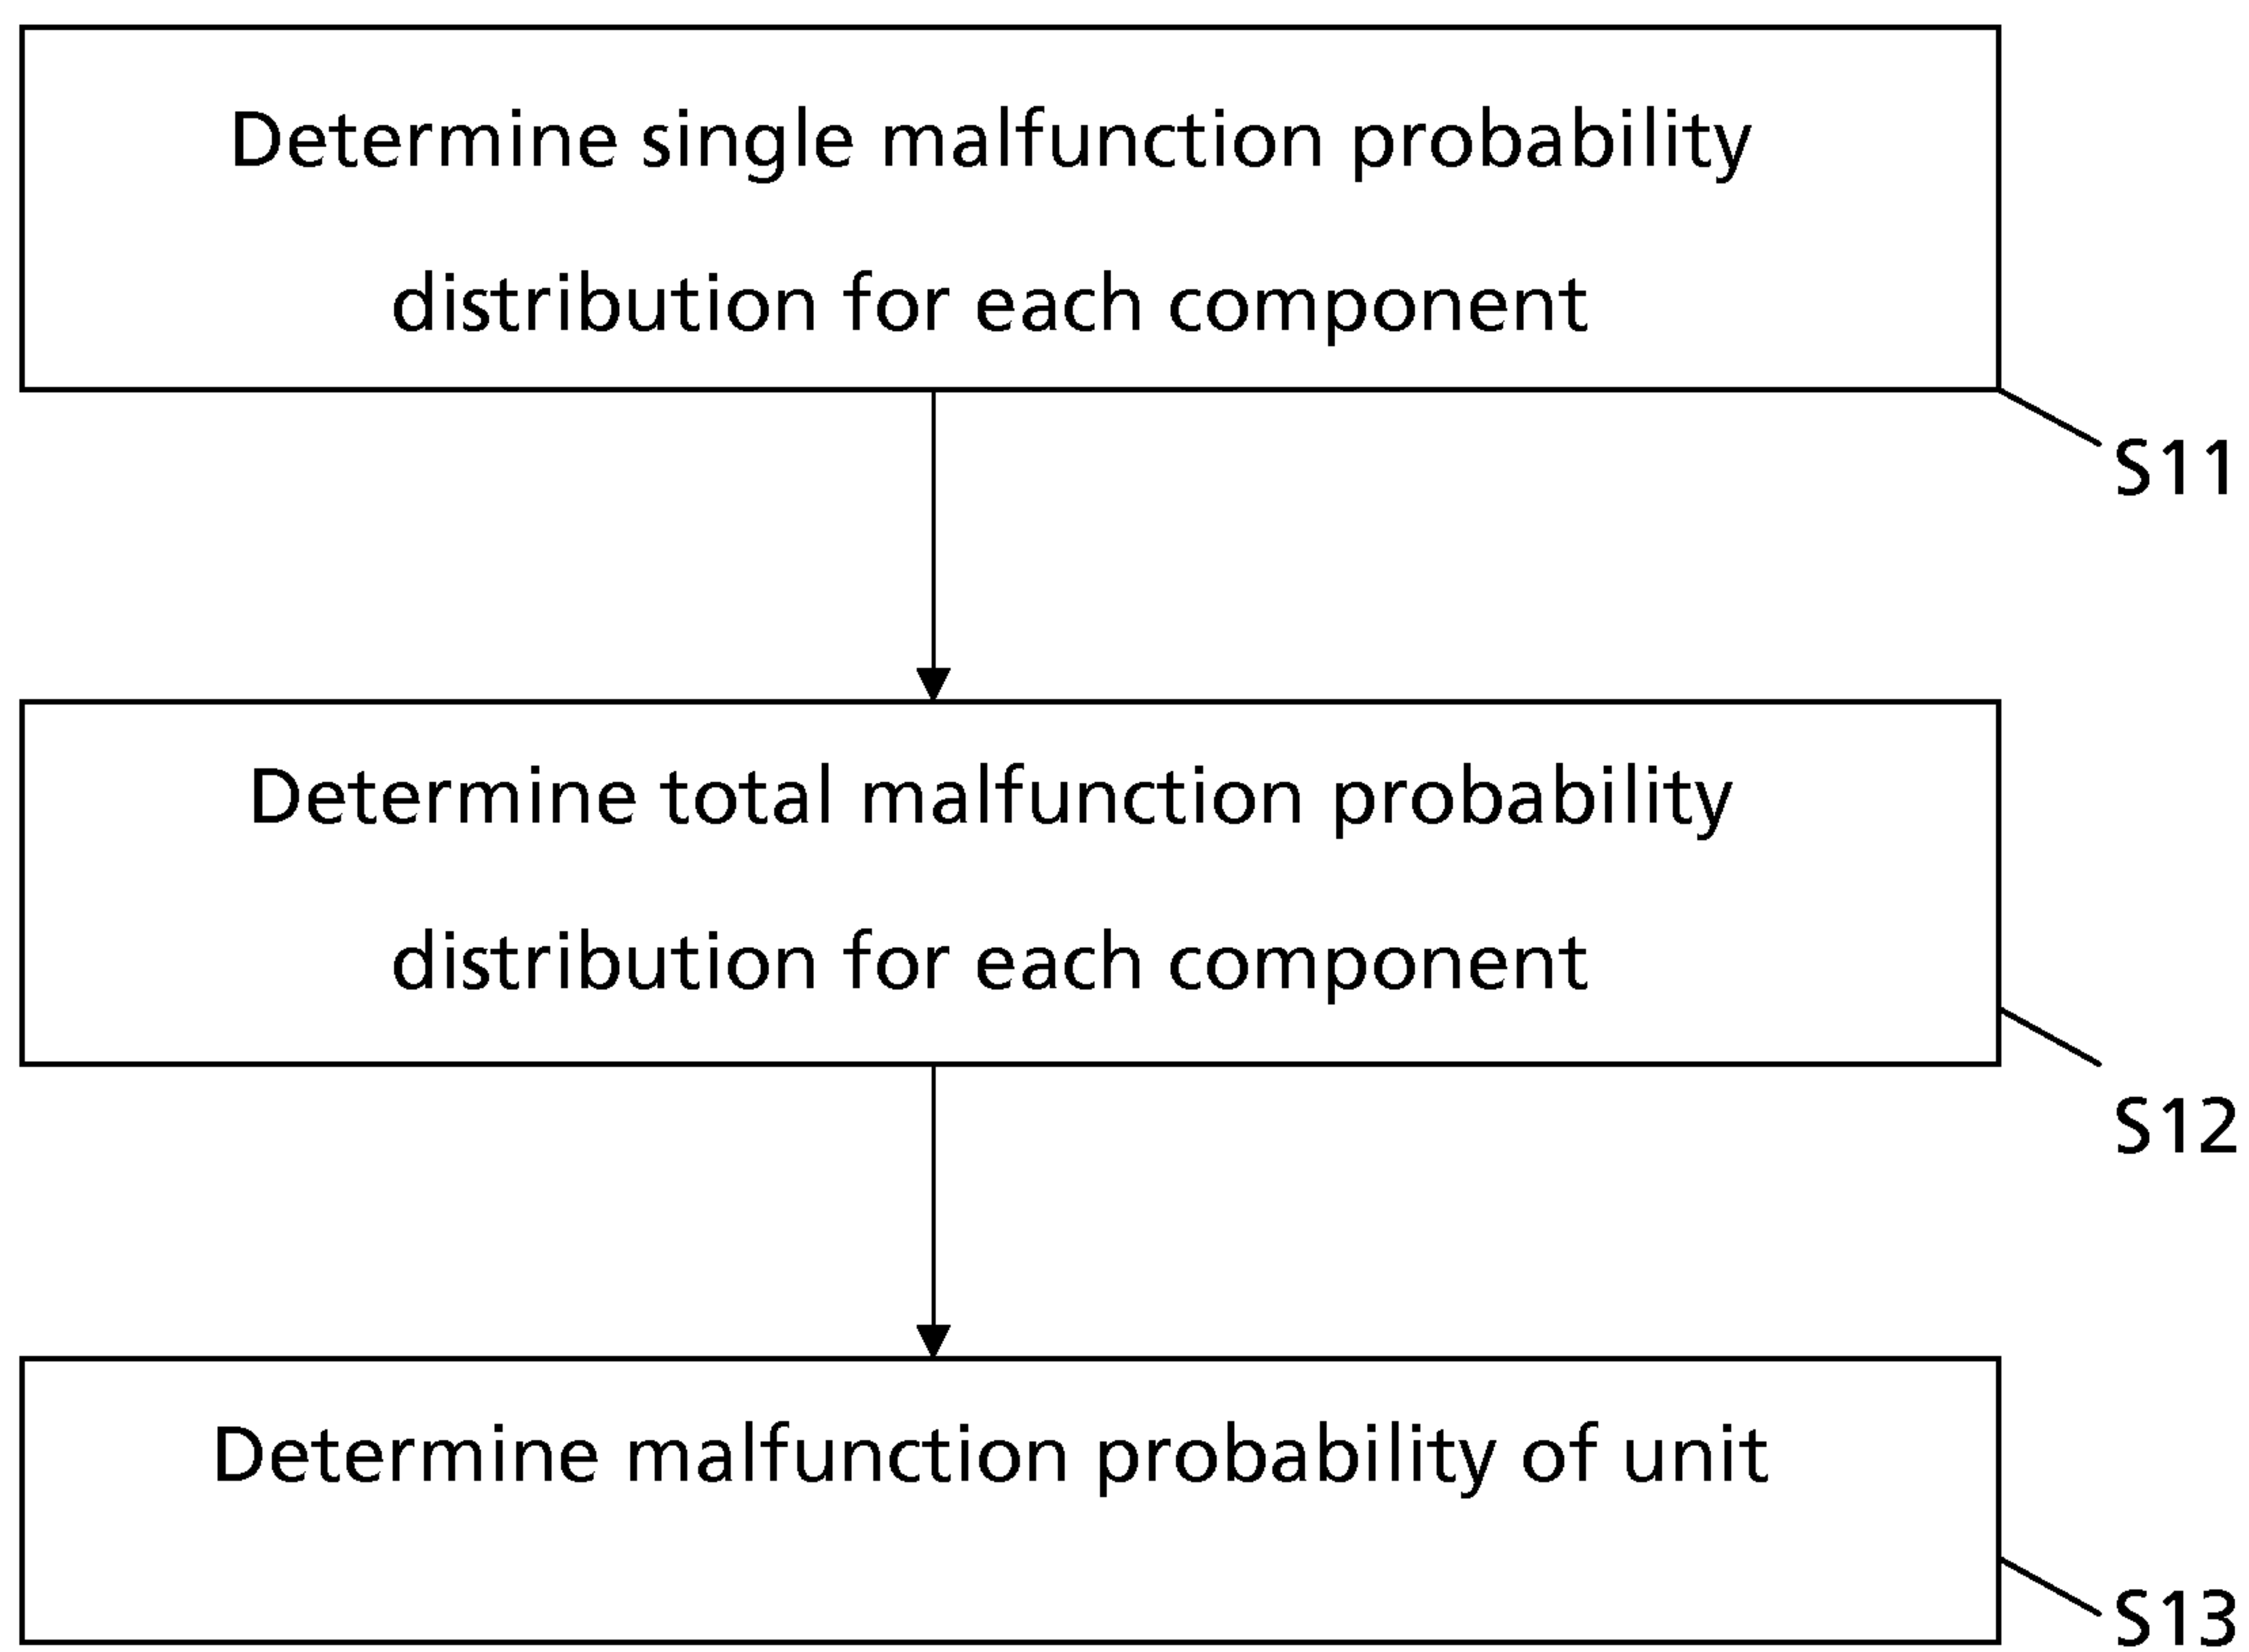 Determine single malfunction probability
distribution for each component
S11
Determine total malfunction probability
distribution for each component
S12
Determine malfunction probability of unit
S13